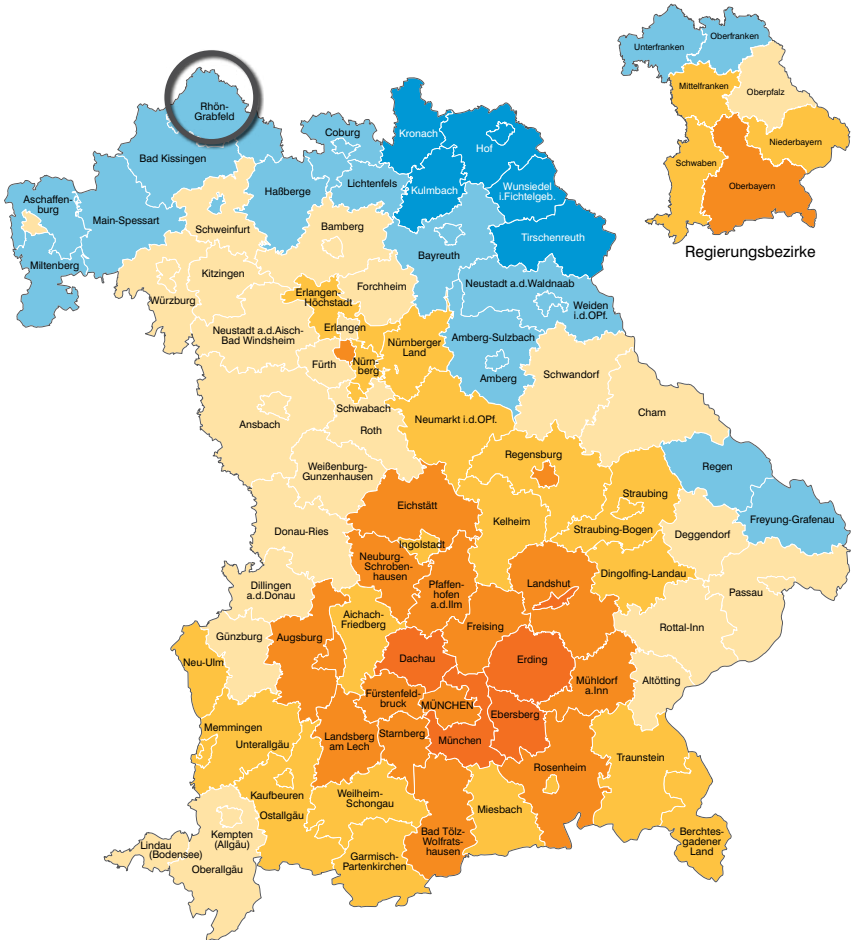 Unterfranken
Oberfranken
Mittelfranken
Oberpfalz
Niederbayern
Schwaben
Oberbayern
Regierungsbezirke
Rhön-
Grabfeld
Coburg
Kronach
Hof
Bad Kissingen
Lichtenfels
Kulmbach
Wunsiedel
i.Fichtelgeb.
Haßberge
Aschaffen-
burg
Main-Spessart
Schweinfurt
Bamberg
Tirschenreuth
Bayreuth
Miltenberg
Kitzingen
Forchheim
Neustadt a.d.Waldnaab
Würzburg
Erlangen-
Höchstadt
Weiden
i.d.OPf.
Neustadt a.d.Aisch-
Bad Windsheim
Erlangen
Nürnberger
Land
Amberg-Sulzbach
Fürth
Nürn-
berg
Amberg
Schwandorf
Schwabach
Cham
Ansbach
Roth
Neumarkt i.d.OPf.
Regensburg
Weißenburg-
Gunzenhausen
Regen
Straubing
Eichstätt
Kelheim
Freyung-Grafenau
Donau-Ries
Straubing-Bogen
Deggendorf
Ingolstadt
Neuburg-
Schroben-
hausen
Dingolfing-Landau
Landshut
Pfaffen-
hofen
a.d.Ilm
Dillingen
a.d.Donau
Passau
Aichach-
Friedberg
Freising
Rottal-Inn
Günzburg
Augsburg
Dachau
Erding
Neu-Ulm
Mühldorf
a.Inn
Altötting
Fürstenfeld-
bruck
MÜNCHEN
Ebersberg
Memmingen
Landsberg
am Lech
Starnberg
München
Unterallgäu
Traunstein
Rosenheim
Kaufbeuren
Weilheim-
Schongau
Ostallgäu
Miesbach
Kempten
(Allgäu)
Bad Tölz-
Wolfrats-
hausen
Berchtes-
gadener
Land
Lindau
(Bodensee)
Garmisch-
Partenkirchen
Oberallgäu